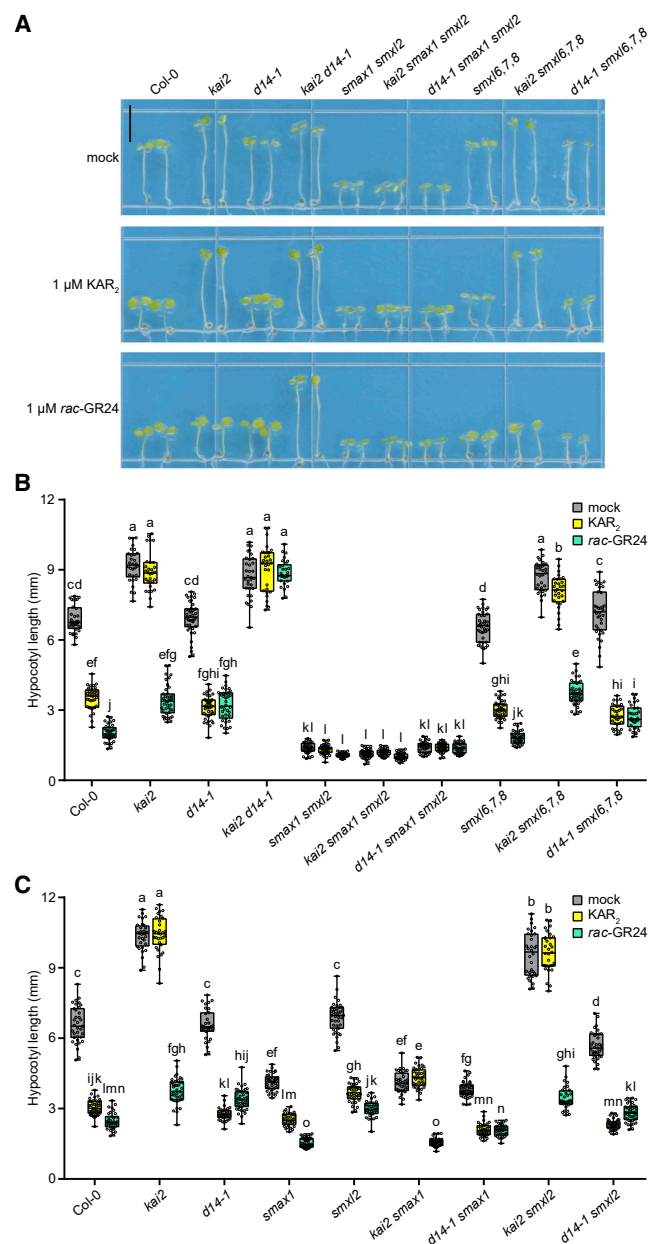 A
Col-0 kai2 d14-1 kai2 d14-1 smax1 smxl2 kai2 smax1 smxl2 d14-1 smax1 smxl2 smxl6,7,8 kai2 smxl6,7,8 d14-1 smxl6,7,8
mock
1 µM KAR₂
1 µM rac-GR24
B
12
9
6
3
0
Hypocotyl length (mm)
mock
KAR₂
rac-GR24
cd ef j a a efg cd fghi fgh a a a kl l l l l l kl kl kl d ghi jk a b e c hi i
Col-0 kai2 d14-1 kai2 d14-1 smax1 smxl2 kai2 smax1 smxl2 d14-1 smax1 smxl2 smxl6,7,8 kai2 smxl6,7,8 d14-1 smxl6,7,8
C
12
9
6
3
0
Hypocotyl length (mm)
mock
KAR₂
rac-GR24
c ijk lmn a a fgh c kl hij ef lm o c gh jk ef e o fg mn n b b ghi d mn kl
Col-0 kai2 d14-1 smax1 smxl2 kai2 smax1 d14-1 smax1 kai2 smxl2 d14-1 smxl2